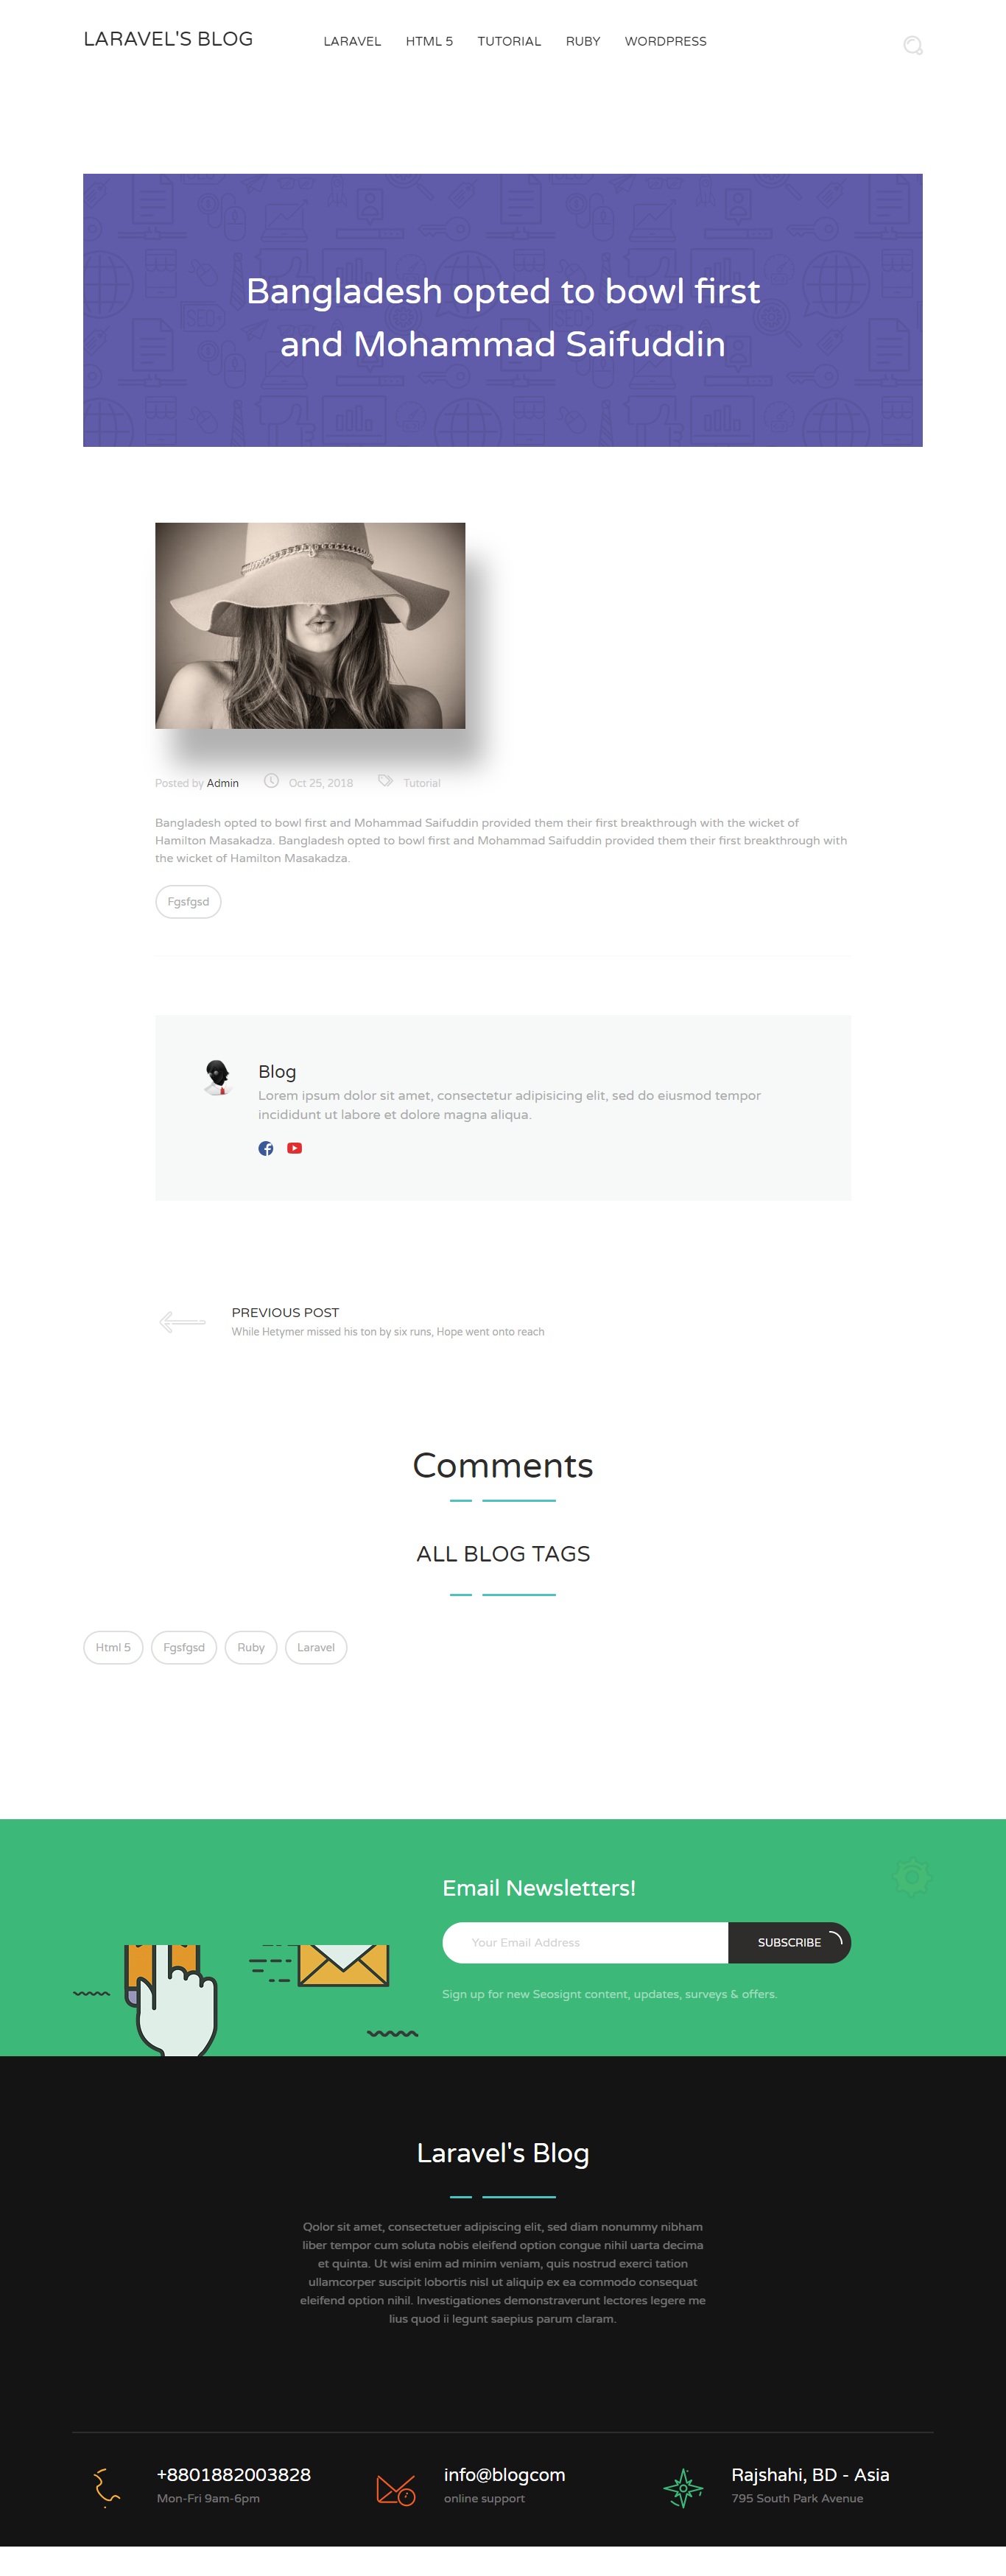 LARAVEL'S BLOG
LARAVEL HTML 5 TUTORIAL RUBY WORDPRESS
Bangladesh opted to bowl first
and Mohammad Saifuddin
Posted by Admin Oct 25, 2018 Tutorial
Bangladesh opted to bowl first and Mohammad Saifuddin provided them their first breakthrough with the wicket of
Hamilton Masakadza. Bangladesh opted to bowl first and Mohammad Saifuddin provided them their first breakthrough with
the wicket of Hamilton Masakadza.
Fgsfgsd
Blog
Lorem ipsum dolor sit amet, consectetur adipisicing elit, sed do eiusmod tempor
incididunt ut labore et dolore magna aliqua.
PREVIOUS POST
While Hetymer missed his ton by six runs, Hope went onto reach
Comments
ALL BLOG TAGS
Html 5 Fgsfgsd Ruby Laravel
Email Newsletters!
Your Email Address SUBSCRIBE
Sign up for new Seosignt content, updates, surveys & offers.
Laravel's Blog
Qolor sit amet, consectetuer adipiscing elit, sed diam nonummy nibham
liber tempor cum soluta nobis eleifend option congue nihil uarta decima
et quinta. Ut wisi enim ad minim veniam, quis nostrud exerci tation
ullamcorper suscipit lobortis nisl ut aliquip ex ea commodo consequat
eleifend option nihil. Investigationes demonstraverunt lectores legere me
lius quod ii legunt saepius parum claram.
+8801882003828 info@blogcom Rajshahi, BD - Asia
Mon-Fri 9am-6pm online support 795 South Park Avenue